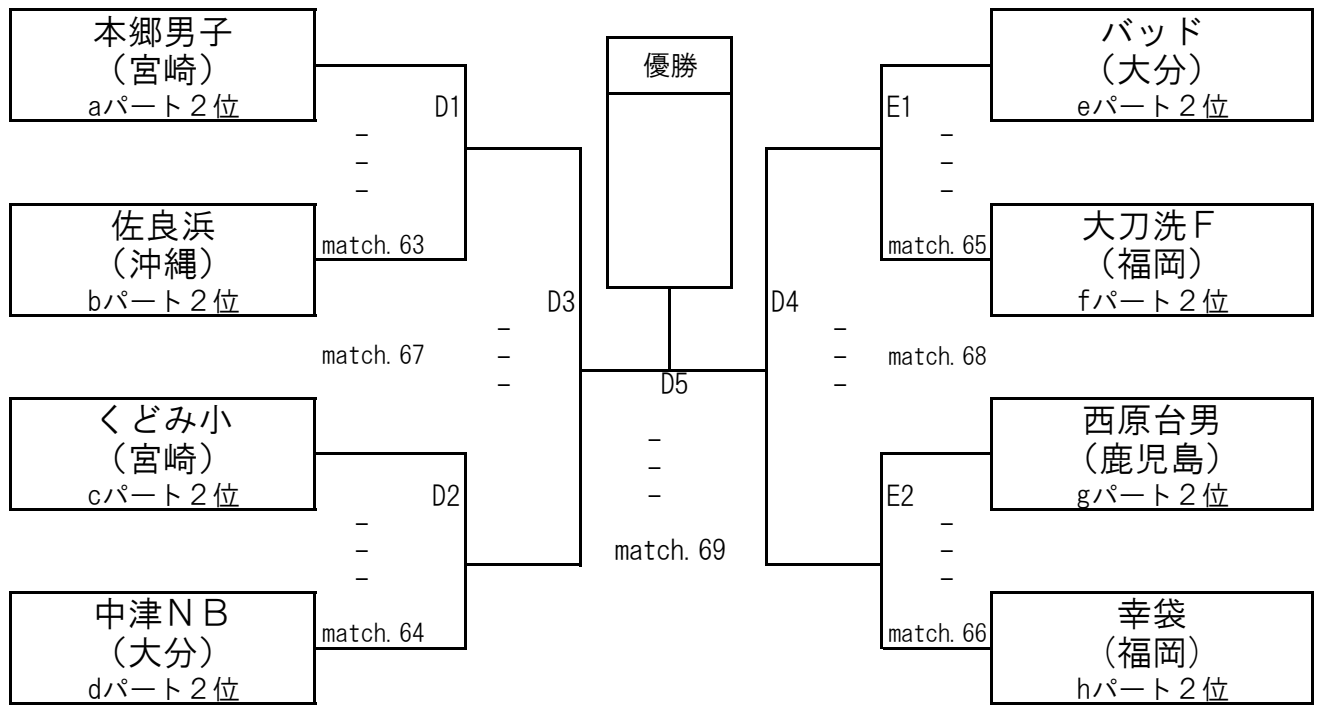 本郷男子
（宮崎）
aパート２位
D1
－
－
－
佐良浜
（沖縄）
bパート２位
match.63
D3
match.67
－
－
－
くどみ小
（宮崎）
cパート２位
D2
－
－
－
中津ＮＢ
（大分）
dパート２位
match.64
優勝
D5
－
－
－
match.69
バッド
（大分）
eパート２位
E1
－
－
－
大刀洗Ｆ
（福岡）
fパート２位
match.65
D4
－
－
－
match.68
西原台男
（鹿児島）
gパート２位
E2
－
－
－
幸袋
（福岡）
hパート２位
match.66